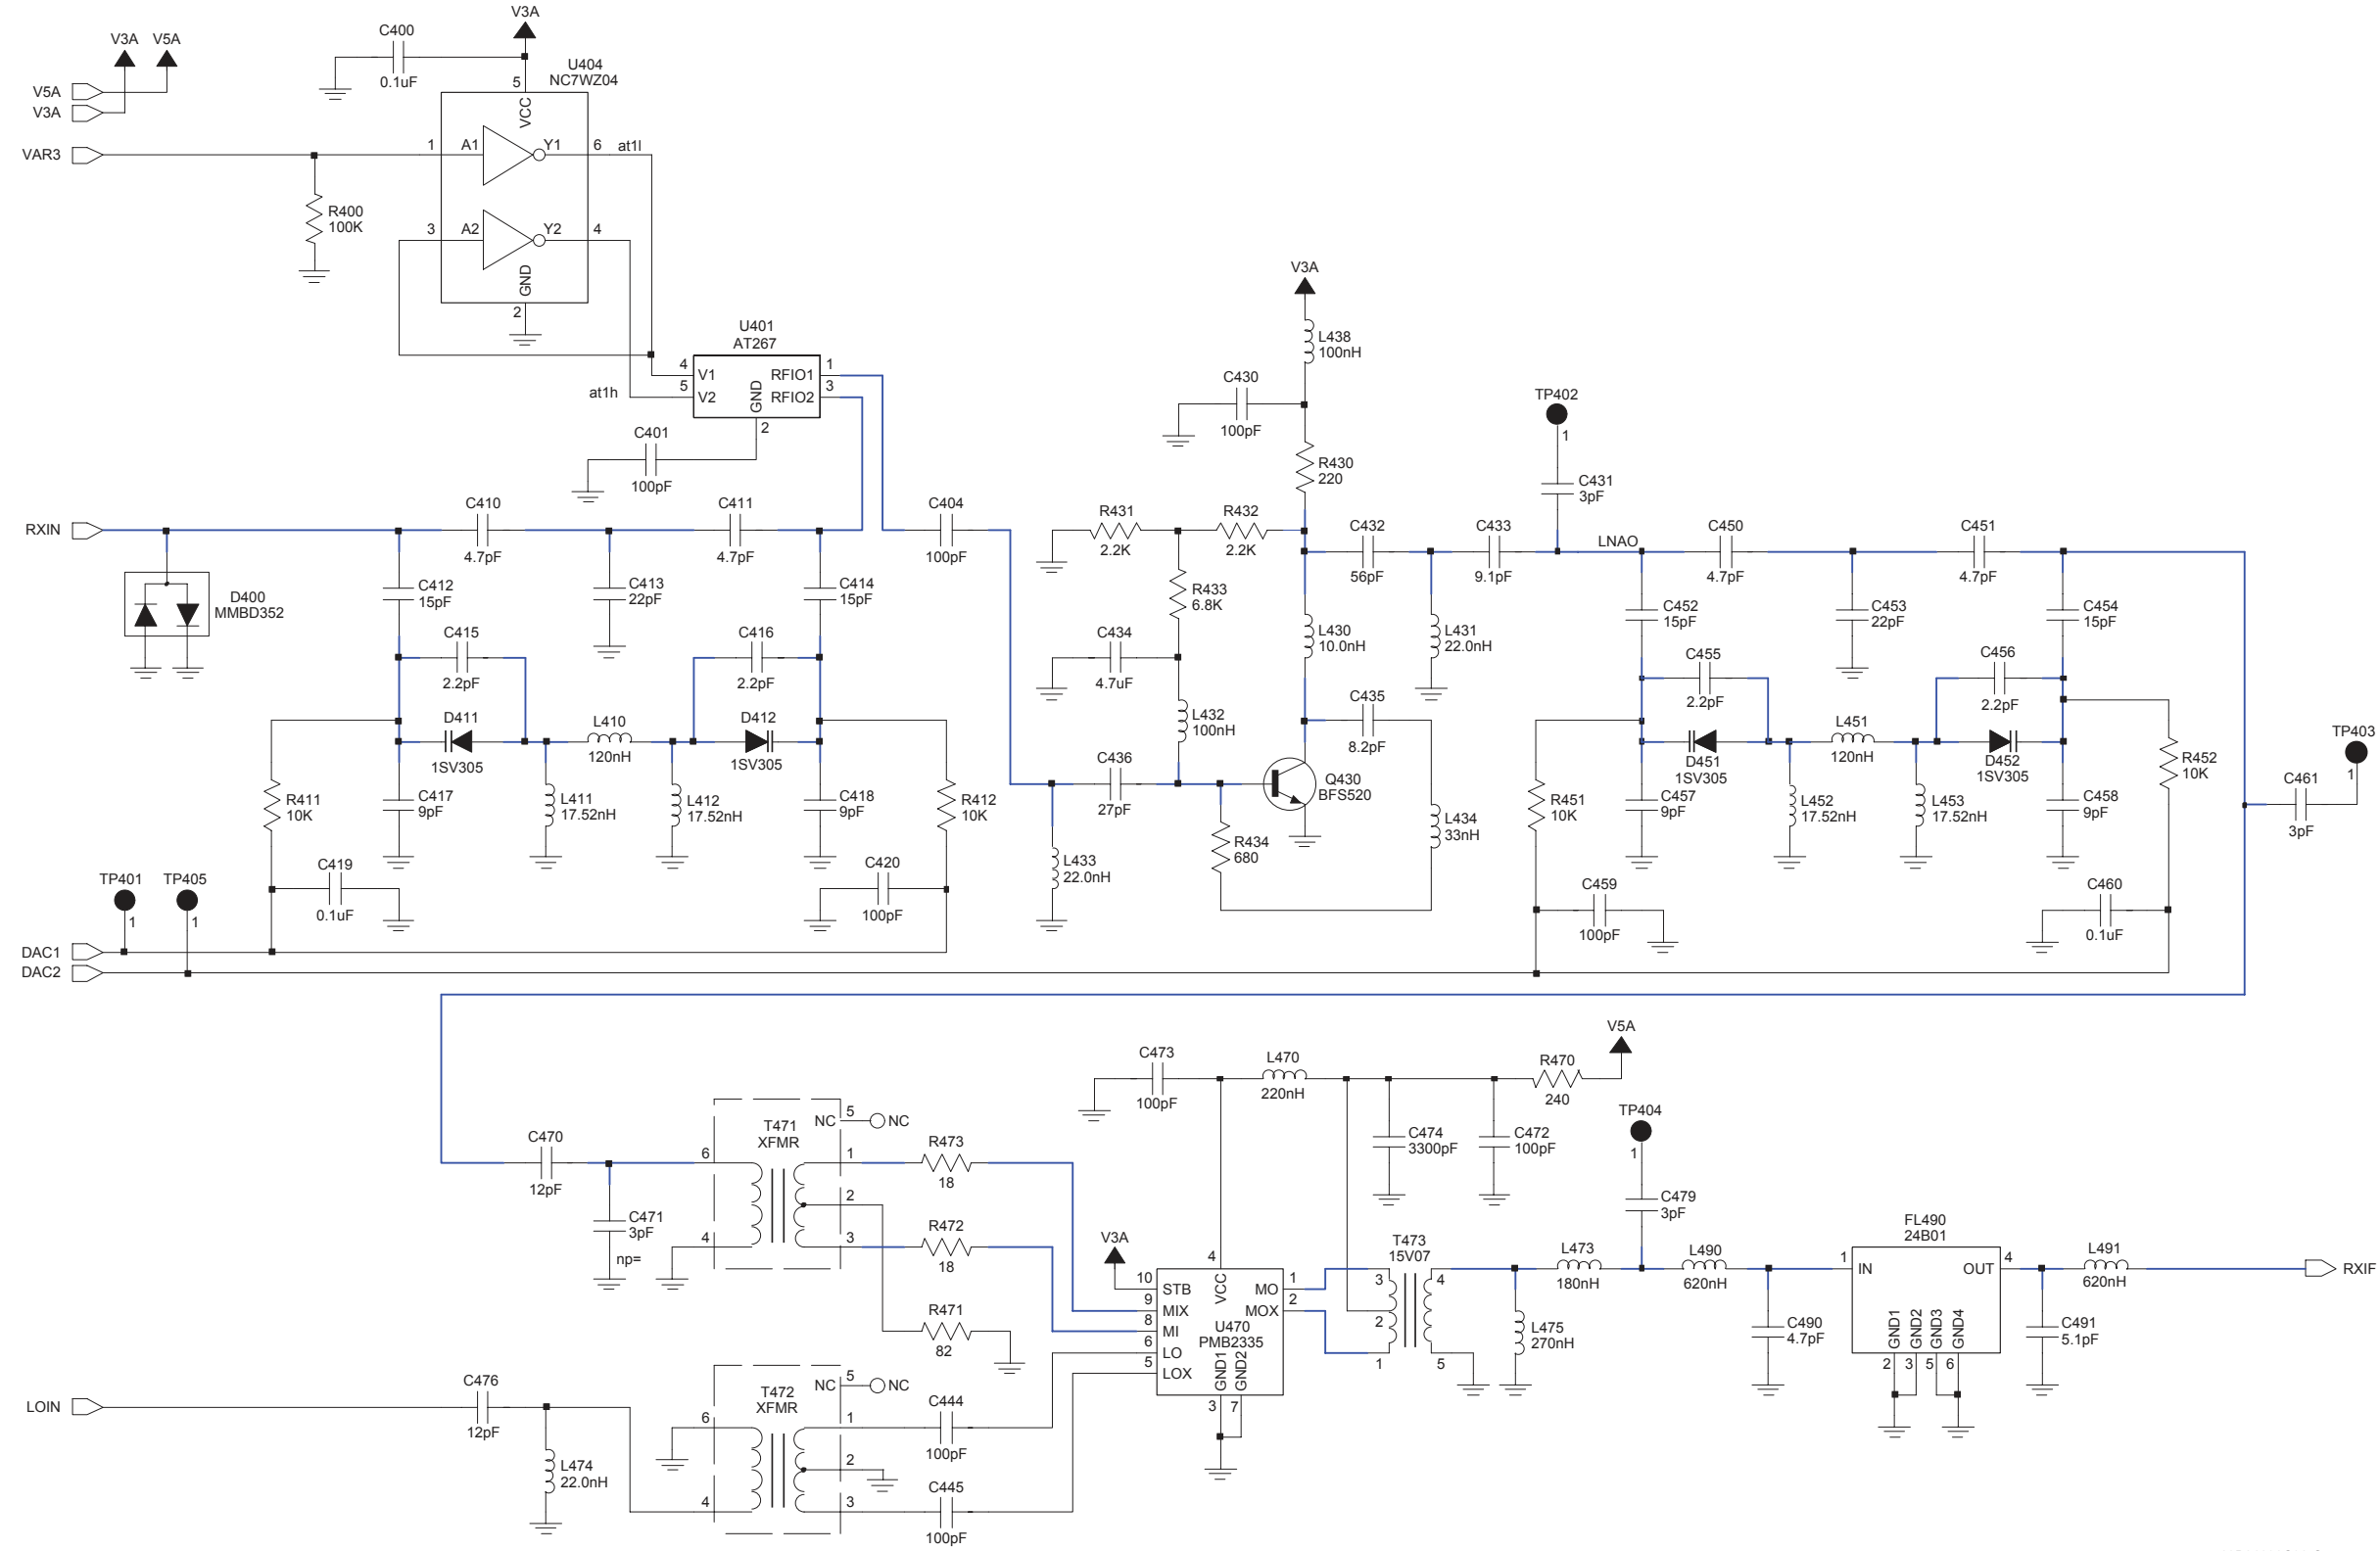 V3A V5A
V5A
V3A
VAR3
R400
100K
C400
0.1uF
V3A
U404
NC7WZ04
5
VCC
1 A1 Y1 6 at1l
3 A2 Y2 4
GND
2
U401
AT267
4 V1 RFIO1 1
5 V2 RFIO2 3
GND
2
at1h
C401
100pF
RXIN
D400
MMBD352
C410
4.7pF
C411
4.7pF
C404
100pF
C412
15pF
C413
22pF
C414
15pF
C415
2.2pF
C416
2.2pF
D411
1SV305
L410
120nH
D412
1SV305
R411
10K
C417
9pF
L411
17.52nH
L412
17.52nH
C418
9pF
R412
10K
C419
0.1uF
C420
100pF
TP401
1
TP405
1
DAC1
DAC2
V3A
L438
100nH
C430
100pF
R430
220
R431
2.2K
R432
2.2K
R433
6.8K
C434
4.7uF
L432
100nH
C436
27pF
L433
22.0nH
R434
680
Q430
BFS520
L430
10.0nH
C435
8.2pF
L434
33nH
C432
56pF
L431
22.0nH
C433
9.1pF
TP402
1
C431
3pF
LNAO
C450
4.7pF
C451
4.7pF
C452
15pF
C453
22pF
C454
15pF
C455
2.2pF
C456
2.2pF
D451
1SV305
L451
120nH
D452
1SV305
R451
10K
C457
9pF
L452
17.52nH
L453
17.52nH
C458
9pF
R452
10K
C459
100pF
C460
0.1uF
TP403
1
C461
3pF
C470
12pF
C471
3pF
np=
T471
XFMR
5
NC NC
6
4
1
2
3
R473
18
R472
18
R471
82
LOIN
C476
12pF
L474
22.0nH
T472
XFMR
5
NC NC
6
4
1
2
3
C444
100pF
C445
100pF
C473
100pF
L470
220nH
R470
240
V5A
C474
3300pF
C472
100pF
V3A
4
VCC
10 STB
9 MIX
8 MI
6 LO
5 LOX
MO 1
MOX 2
U470
PMB2335
GND1
GND2
3 7
T473
15V07
3
2
1
4
5
L475
270nH
L473
180nH
TP404
1
C479
3pF
L490
620nH
C490
4.7pF
FL490
24B01
1 IN OUT 4
GND1
GND2
GND3
GND4
2 3 5 6
C491
5.1pF
L491
620nH
RXIF